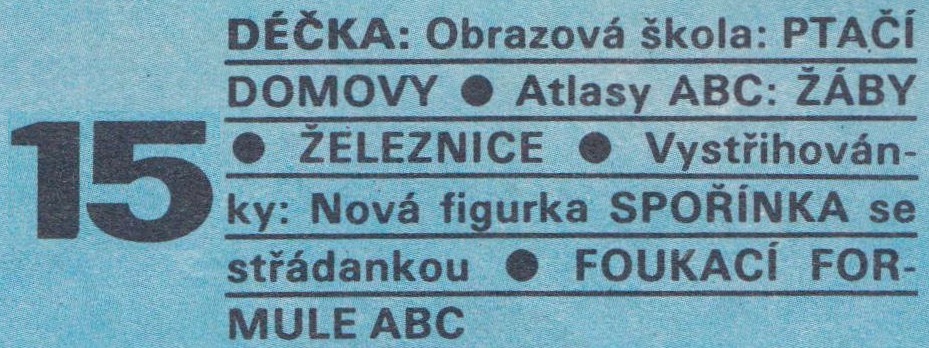 15
DÉČKA: Obrazová škola: PTAČÍ
DOMOVY ● Atlasy ABC: ŽÁBY
● ŽELEZNICE ● Vystřihován-
ky: Nová figurka SPOŘÍNKA se
střádankou ● FOUKACÍ FOR-
MULE ABC